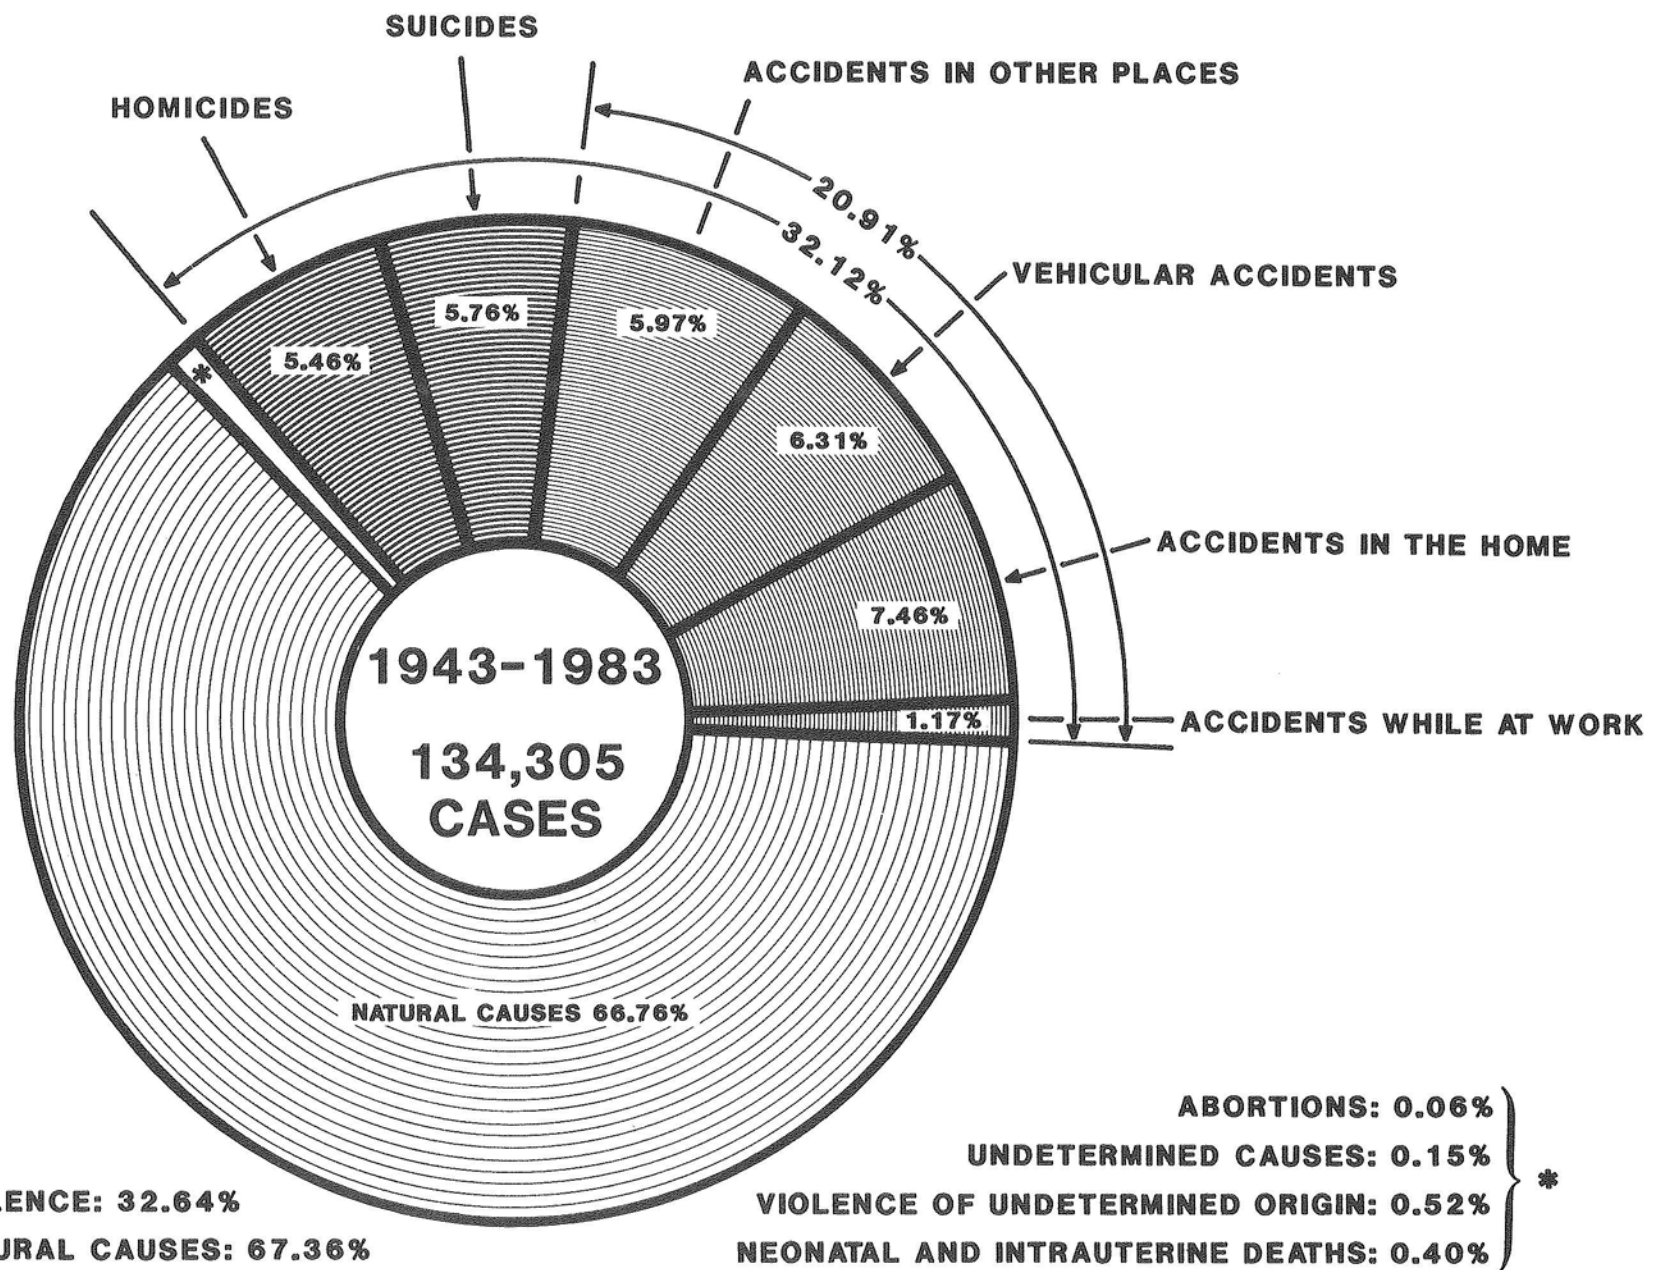 SUICIDES
ACCIDENTS IN OTHER PLACES
HOMICIDES
20.91%
32.12%
VEHICULAR ACCIDENTS
5.76%
5.97%
5.46%
*
6.31%
ACCIDENTS IN THE HOME
7.46%
1943-1983
1.17%
ACCIDENTS WHILE AT WORK
134,305
CASES
NATURAL CAUSES 66.76%
ABORTIONS: 0.06%
UNDETERMINED CAUSES: 0.15%
*
LENCE: 32.64%
VIOLENCE OF UNDETERMINED ORIGIN: 0.52%
URAL CAUSES: 67.36%
NEONATAL AND INTRAUTERINE DEATHS: 0.40%